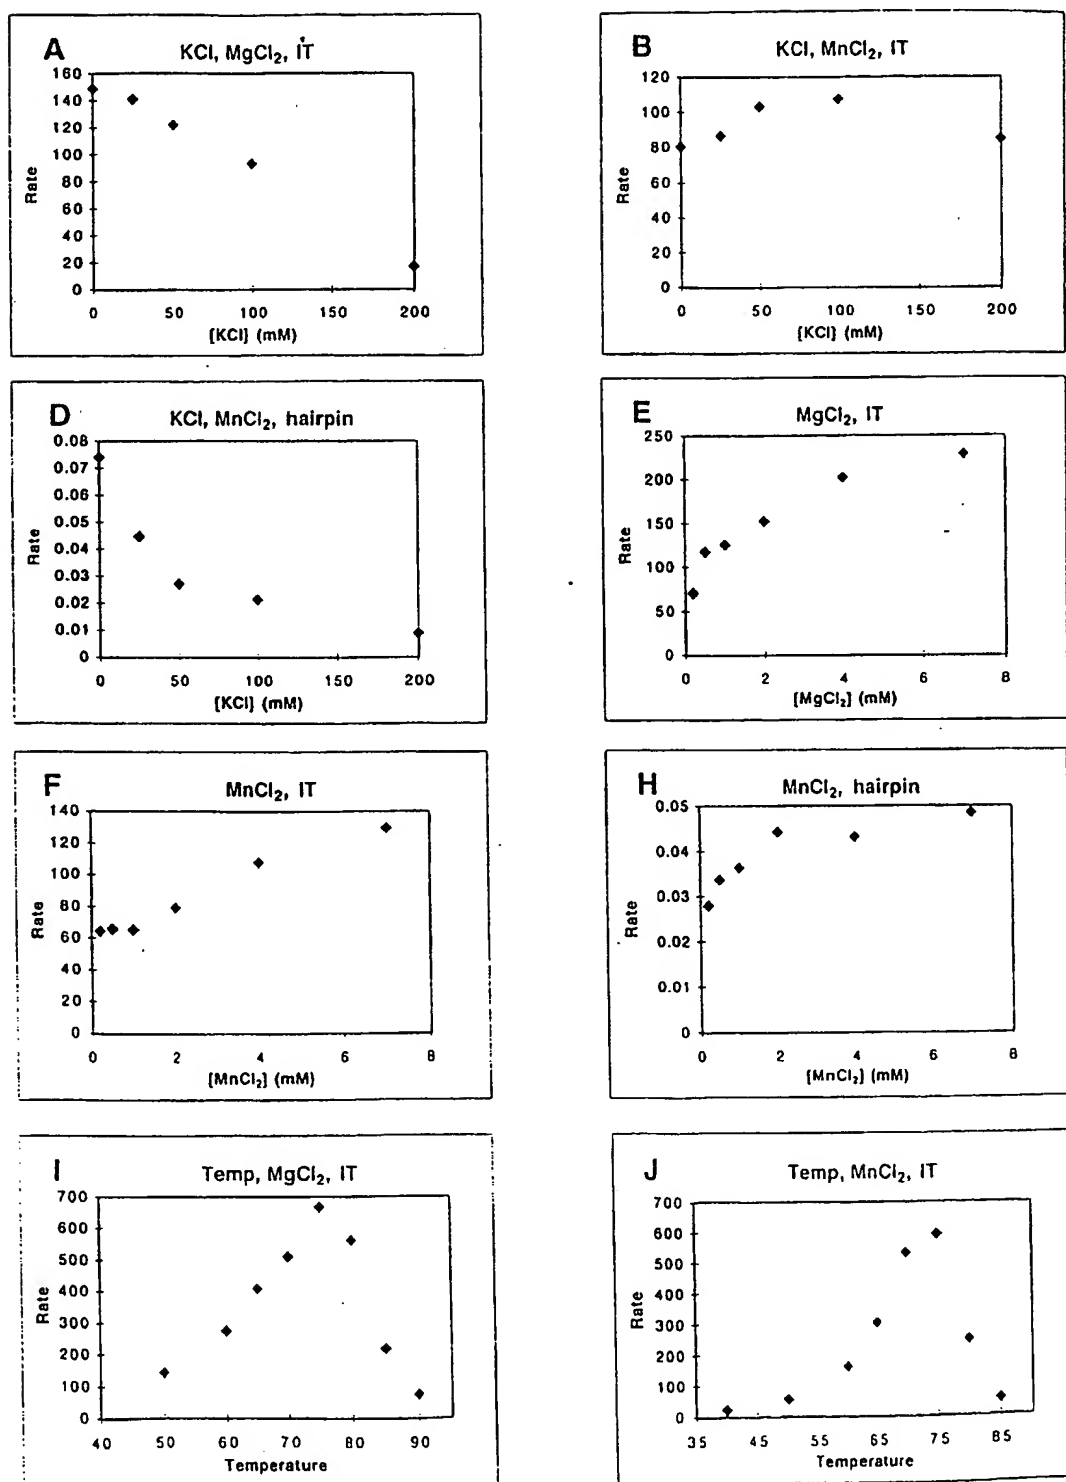 A
KCl, MgCl₂, IT
160
140
120
100
80
60
40
20
0
Rate
0 50 100 150 200
[KCl] (mM)
B
KCl, MnCl₂, IT
120
100
80
60
40
20
0
Rate
0 50 100 150 200
[KCl] (mM)
D
KCl, MnCl₂, hairpin
0.08
0.07
0.06
0.05
0.04
0.03
0.02
0.01
0
Rate
0 50 100 150 200
[KCl] (mM)
E
MgCl₂, IT
250
200
150
100
50
0
Rate
0 2 4 6 8
[MgCl₂] (mM)
F
MnCl₂, IT
140
120
100
80
60
40
20
0
Rate
0 2 4 6 8
[MnCl₂] (mM)
H
MnCl₂, hairpin
0.05
0.04
0.03
0.02
0.01
0
Rate
0 2 4 6 8
[MnCl₂] (mM)
I
Temp, MgCl₂, IT
700
600
500
400
300
200
100
0
Rate
40 50 60 70 80 90
Temperature
J
Temp, MnCl₂, IT
700
600
500
400
300
200
100
0
Rate
35 45 55 65 75 85
Temperature